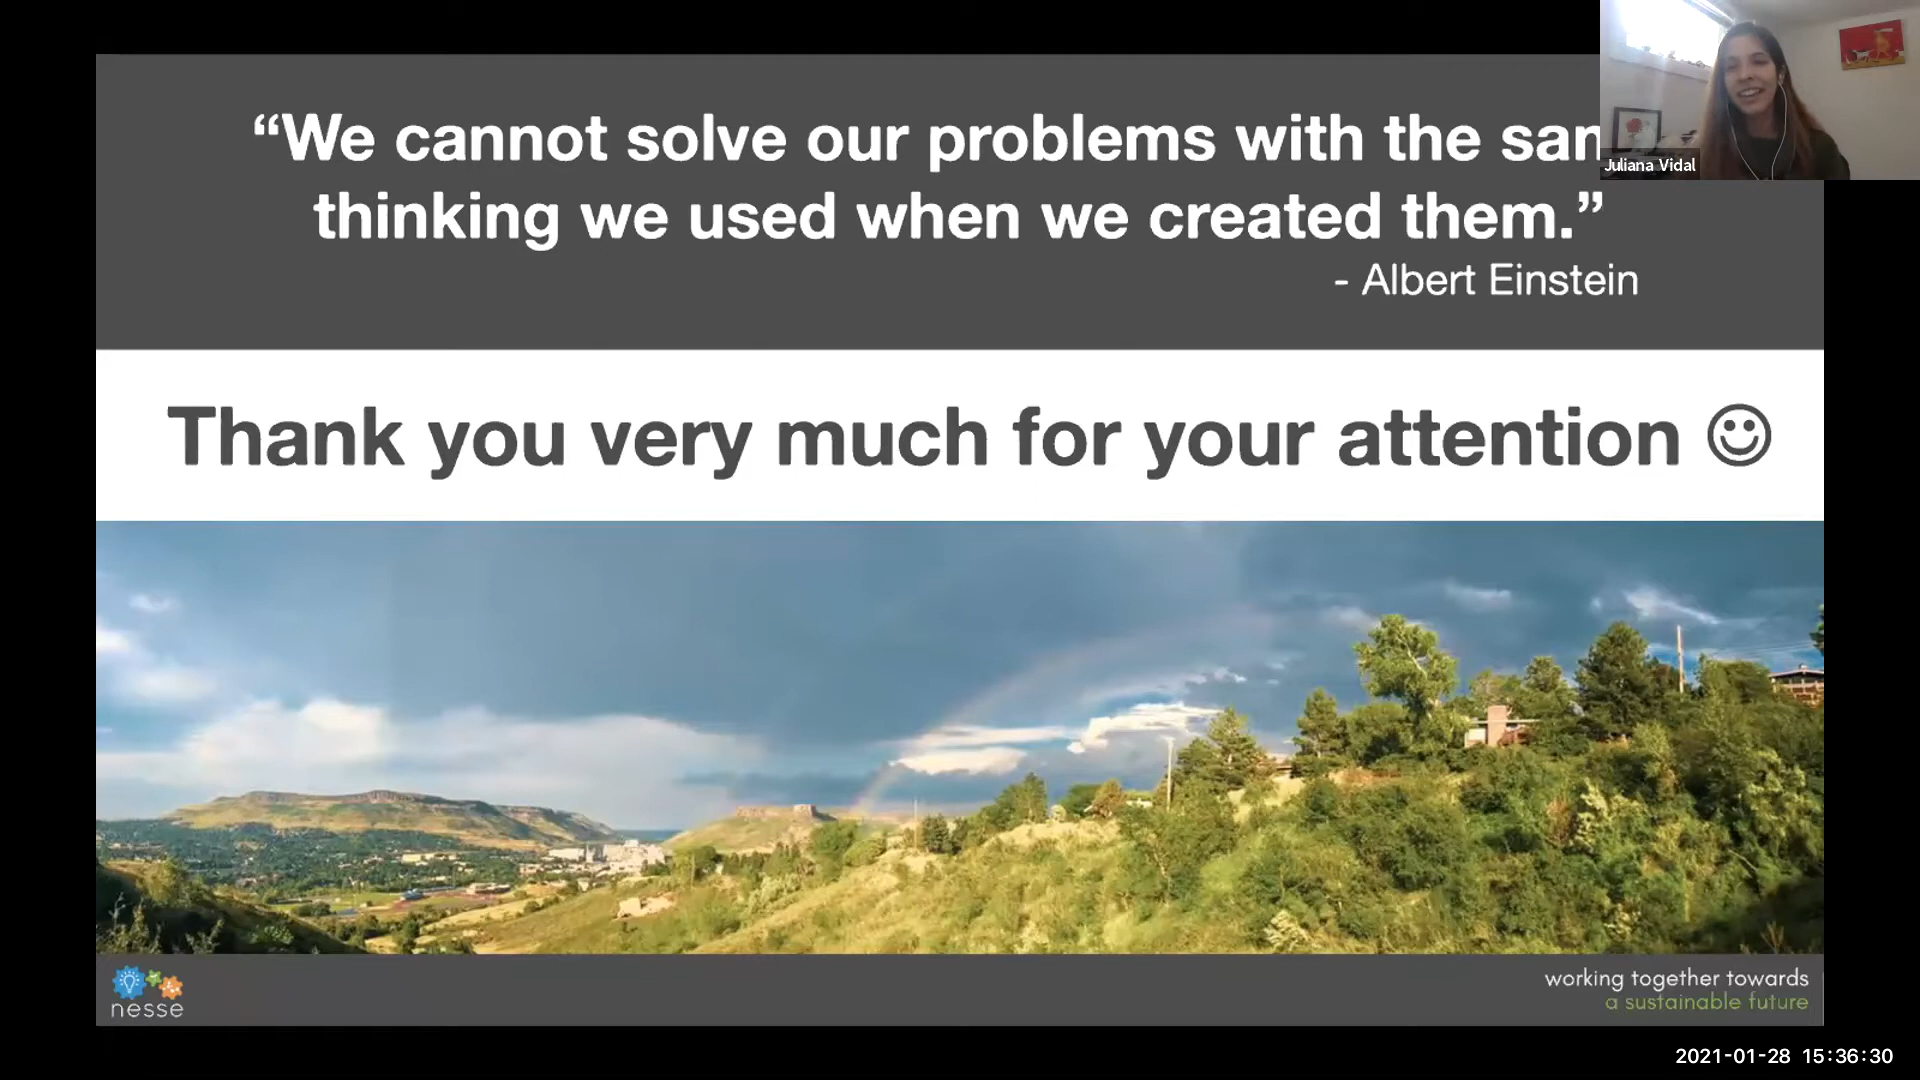 “We cannot solve our problems with the
thinking we used when we created them.”
- Albert Einstein
Juliana Vidal
Thank you very much for your attention ☺
nesse
working together towards
a sustainable future
2021-01-28 15:36:30